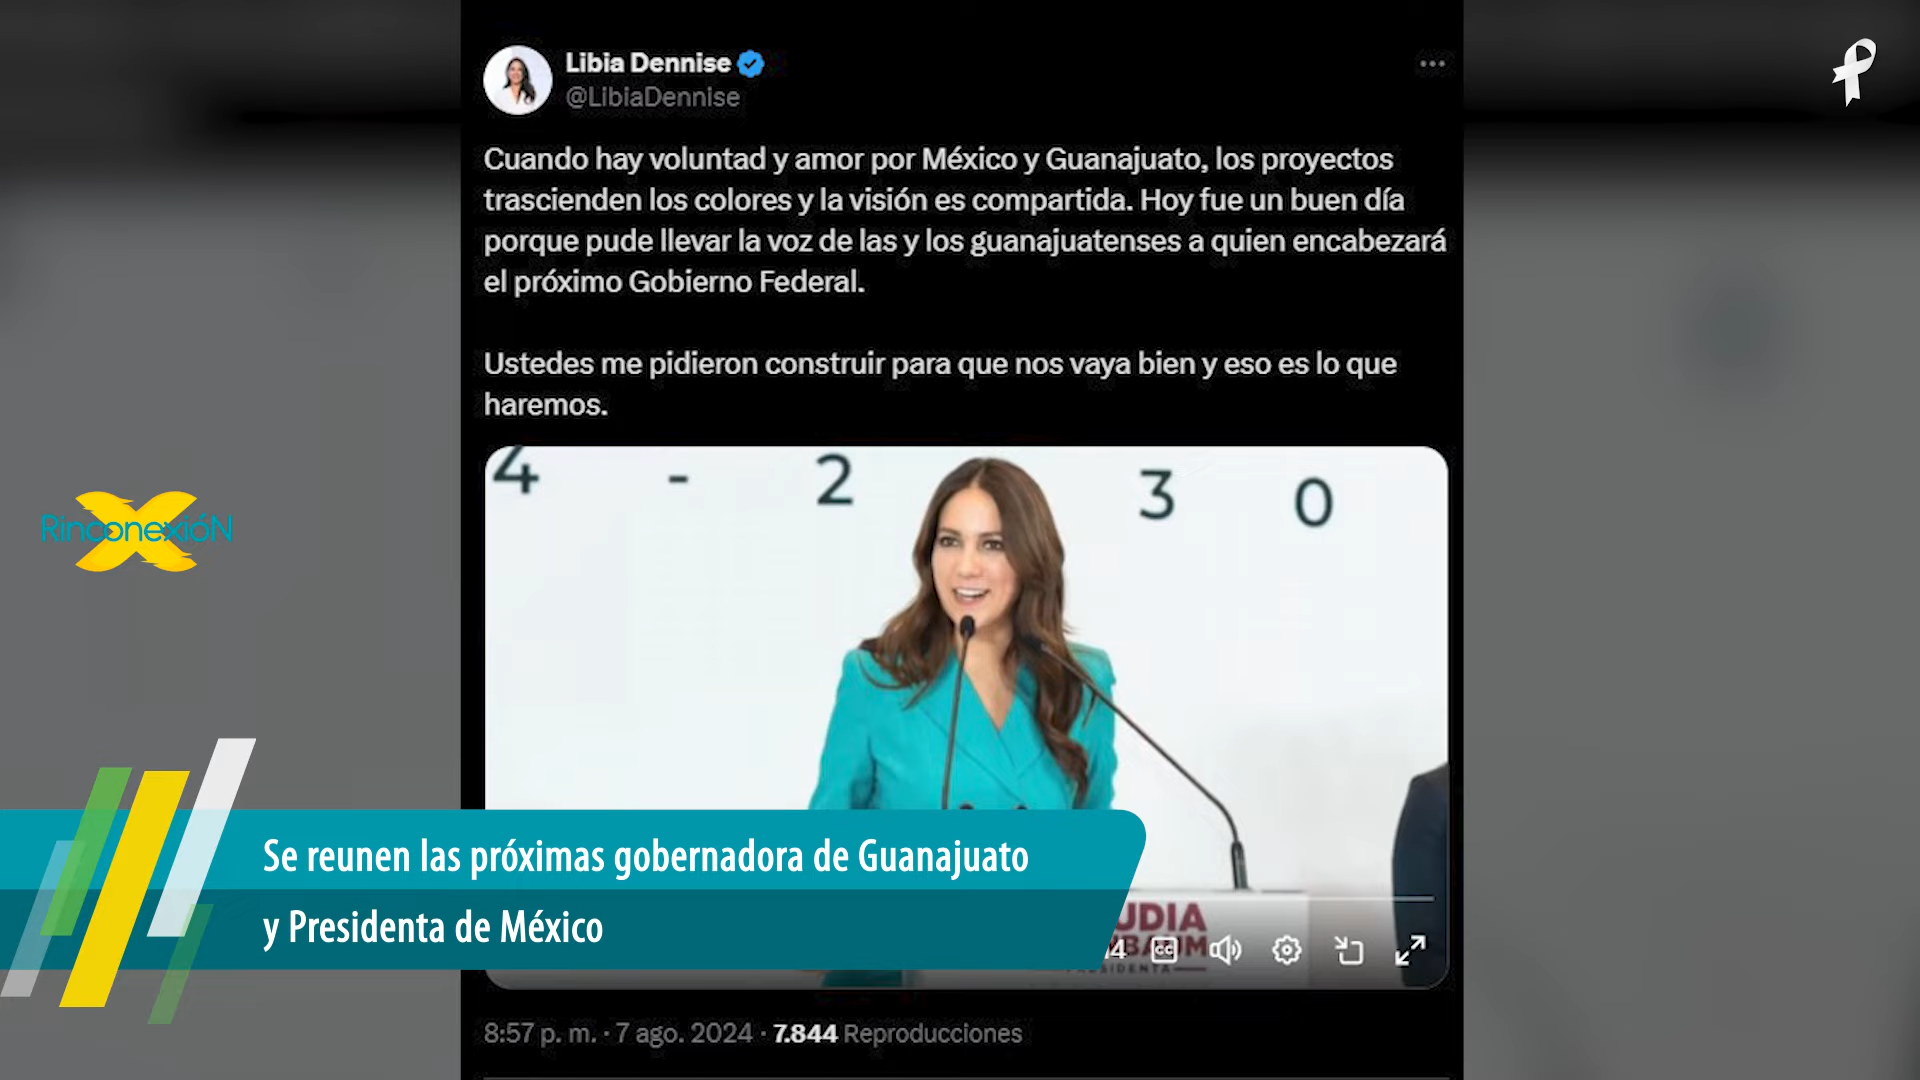 Libia Dennise
@LibiaDennise
Cuando hay voluntad y amor por México y Guanajuato, los proyectos
trascienden los colores y la visión es compartida. Hoy fue un buen día
porque pude llevar la voz de las y los guanajuatenses a quien encabezará
el próximo Gobierno Federal.
Ustedes me pidieron construir para que nos vaya bien y eso es lo que
haremos.
4 - 2 3 0
RinconexióN
Se reunen las próximas gobernadora de Guanajuato
y Presidenta de México
CC
8:57 p. m. · 7 ago. 2024 · 7.844 Reproducciones